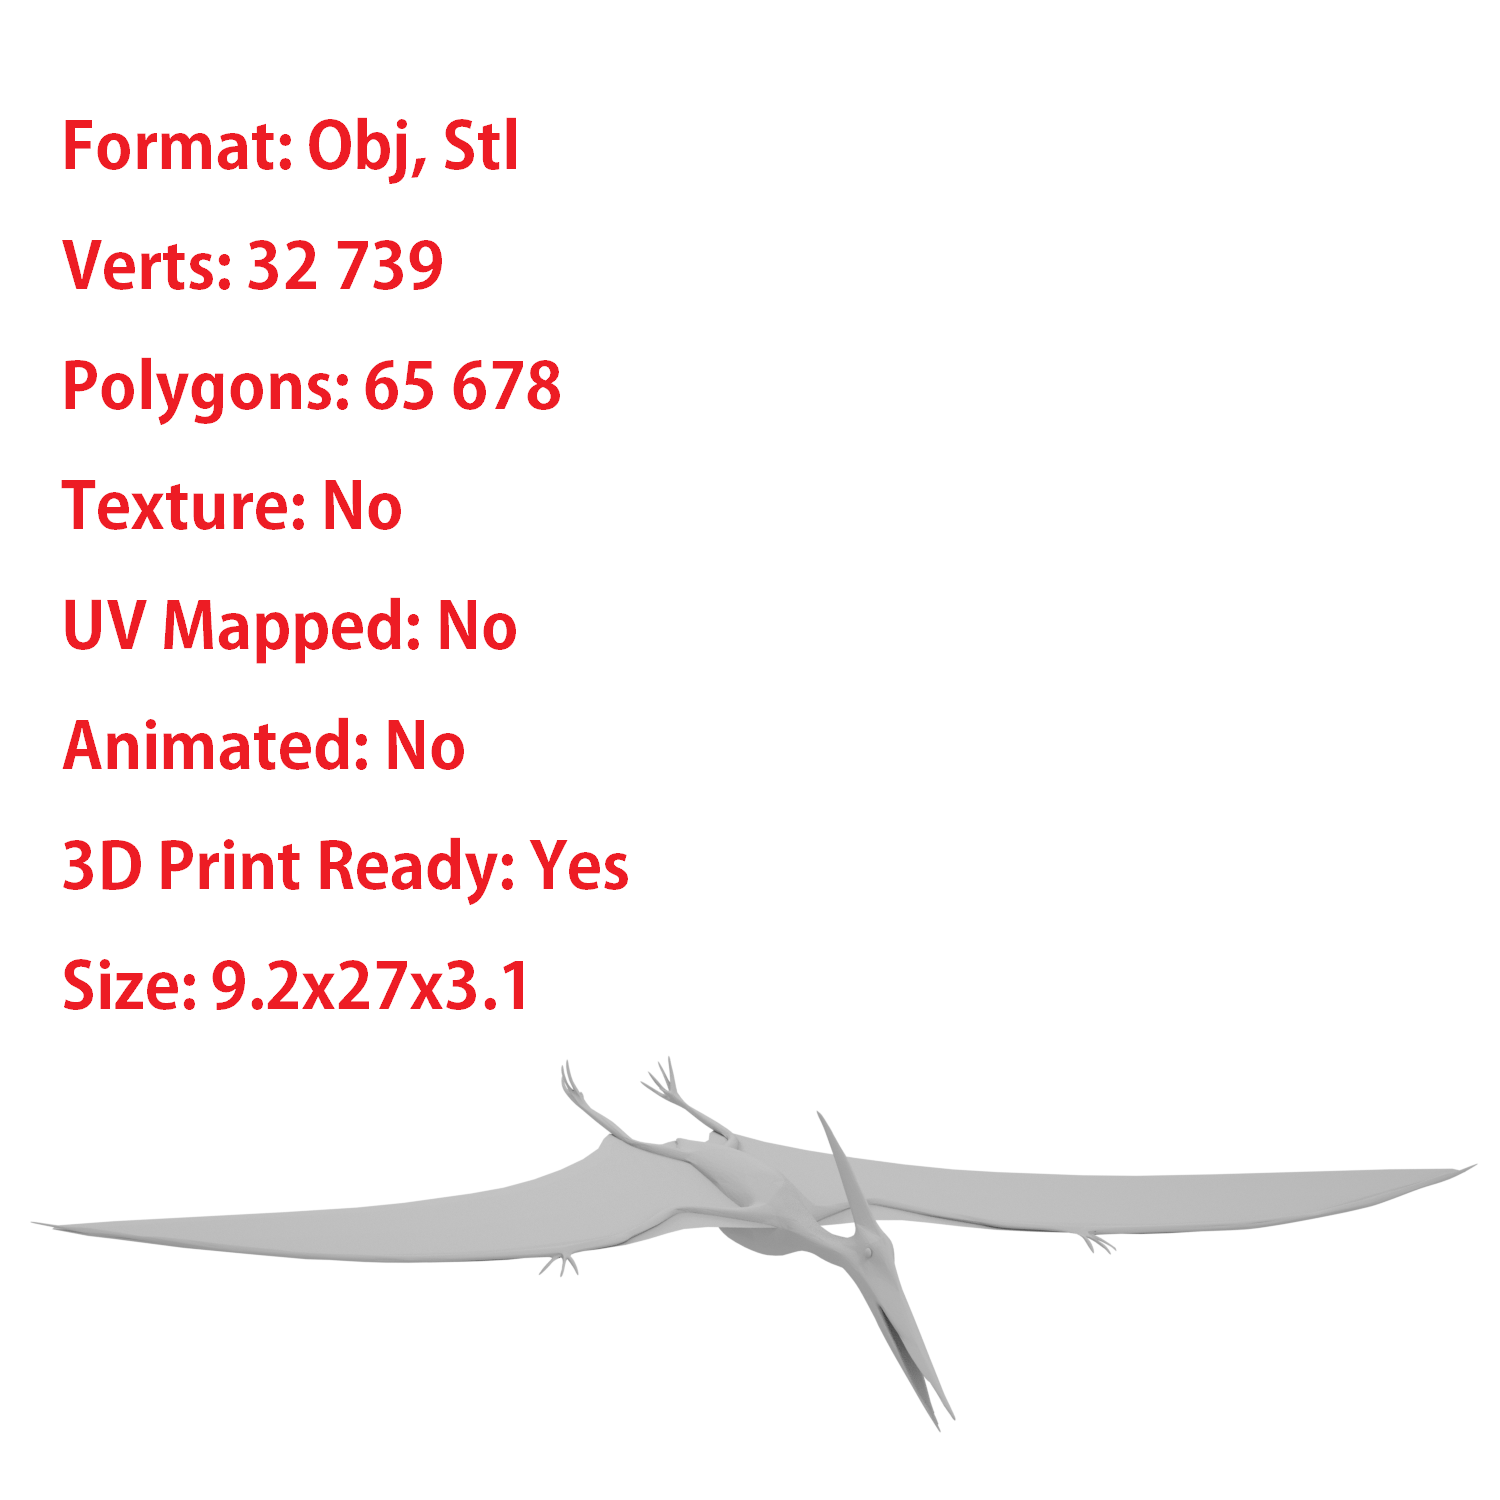 Format: Obj, Stl
Verts: 32 739
Polygons: 65 678
Texture: No
UV Mapped: No
Animated: No
3D Print Ready: Yes
Size: 9.2x27x3.1